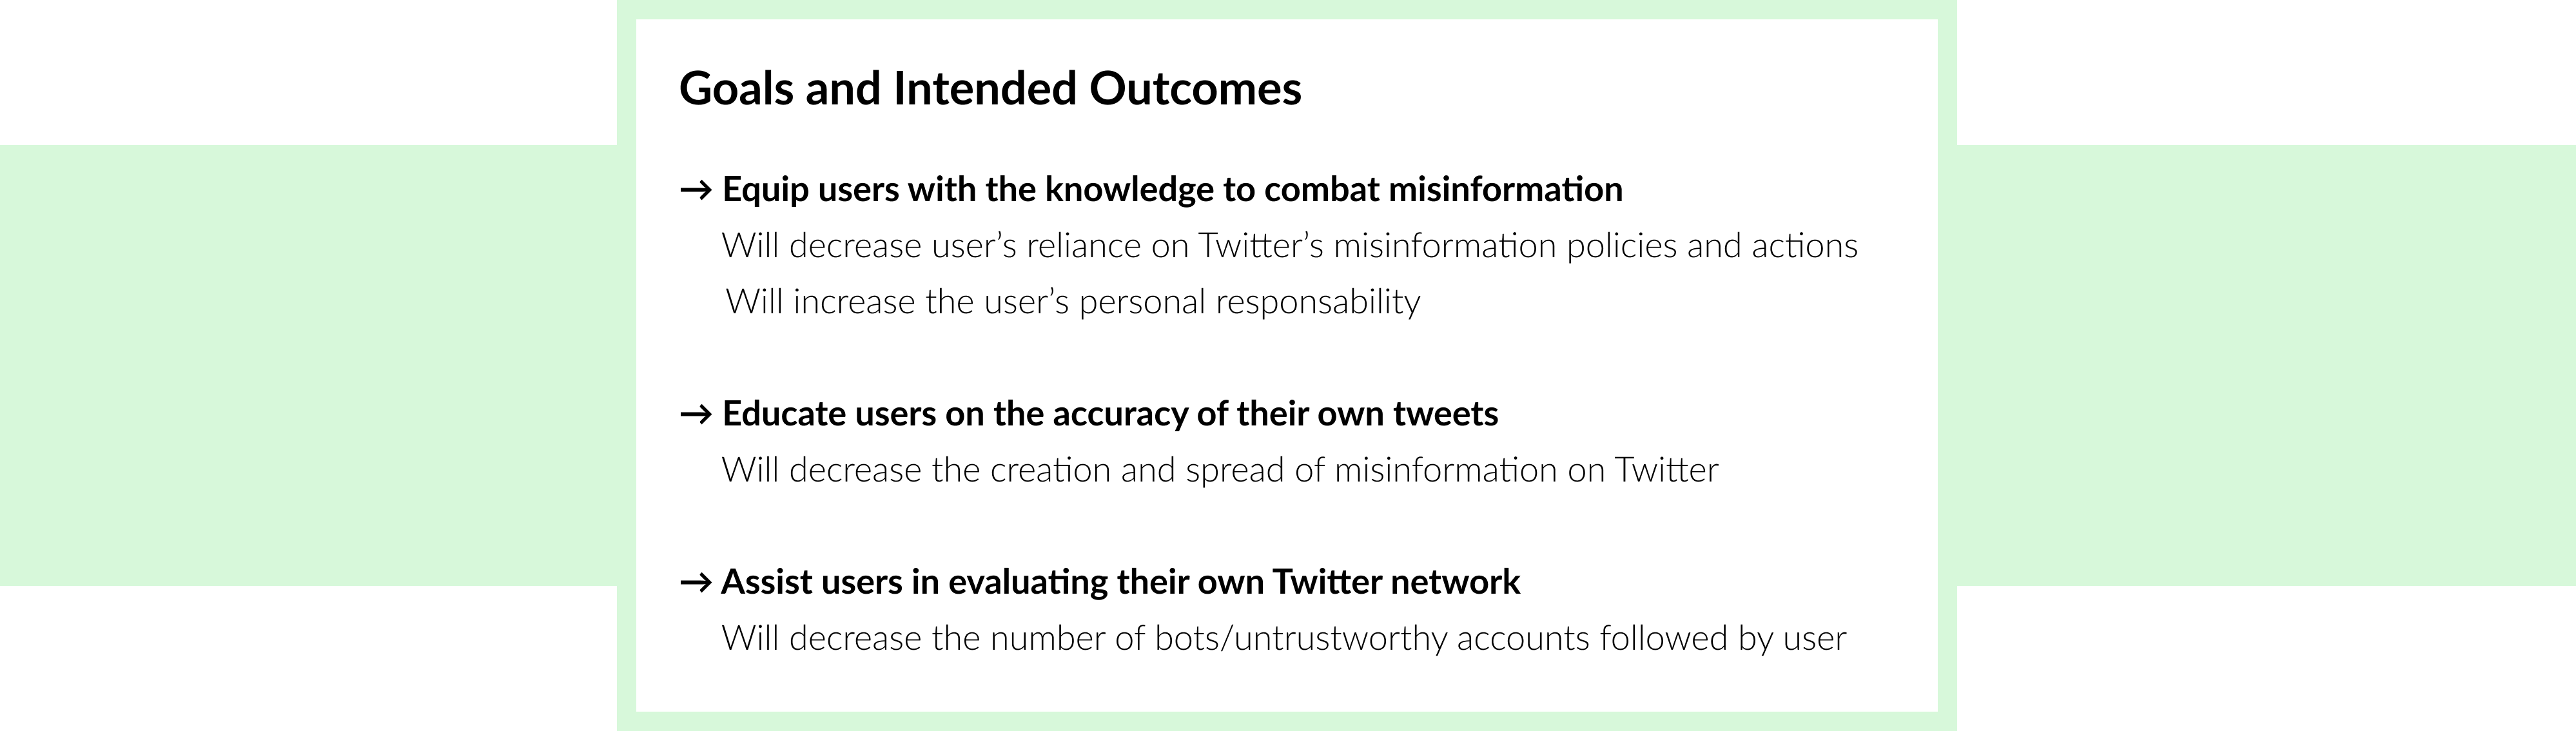 Goals and Intended Outcomes
→ Equip users with the knowledge to combat misinformation
Will decrease user’s reliance on Twitter’s misinformation policies and actions
Will increase the user’s personal responsability
→ Educate users on the accuracy of their own tweets
Will decrease the creation and spread of misinformation on Twitter
→ Assist users in evaluating their own Twitter network
Will decrease the number of bots/untrustworthy accounts followed by user